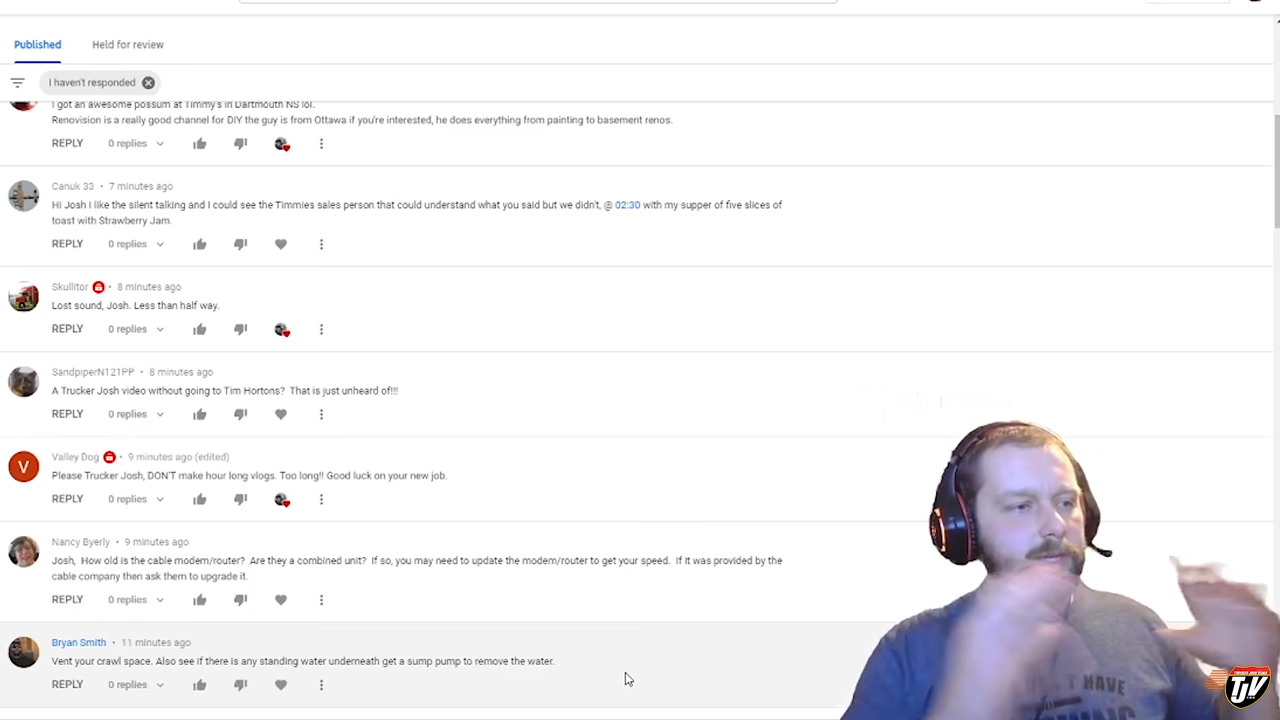 Published
Held for review
I haven't responded
I got an awesome possum at Timmy's in Dartmouth NS lol.
Renovision is a really good channel for DIY the guy is from Ottawa if you're interested, he does everything from painting to basement renos.
REPLY 0 replies
Canuk 33 • 7 minutes ago
Hi Josh I like the silent talking and I could see the Timmies sales person that could understand what you said but we didn't, @ 02:30 with my supper of five slices of
toast with Strawberry Jam.
REPLY 0 replies
Skullitor • 8 minutes ago
Lost sound, Josh. Less than half way.
REPLY 0 replies
SandpiperN121PP • 8 minutes ago
A Trucker Josh video without going to Tim Hortons? That is just unheard of!!!
REPLY 0 replies
V
Valley Dog • 9 minutes ago (edited)
Please Trucker Josh, DON'T make hour long vlogs. Too long!! Good luck on your new job.
REPLY 0 replies
Nancy Byerly • 9 minutes ago
Josh, How old is the cable modem/router? Are they a combined unit? If so, you may need to update the modem/router to get your speed. If it was provided by the
cable company then ask them to upgrade it.
REPLY 0 replies
Bryan Smith • 11 minutes ago
Vent your crawl space. Also see if there is any standing water underneath get a sump pump to remove the water.
REPLY 0 replies
HAVE
TJV